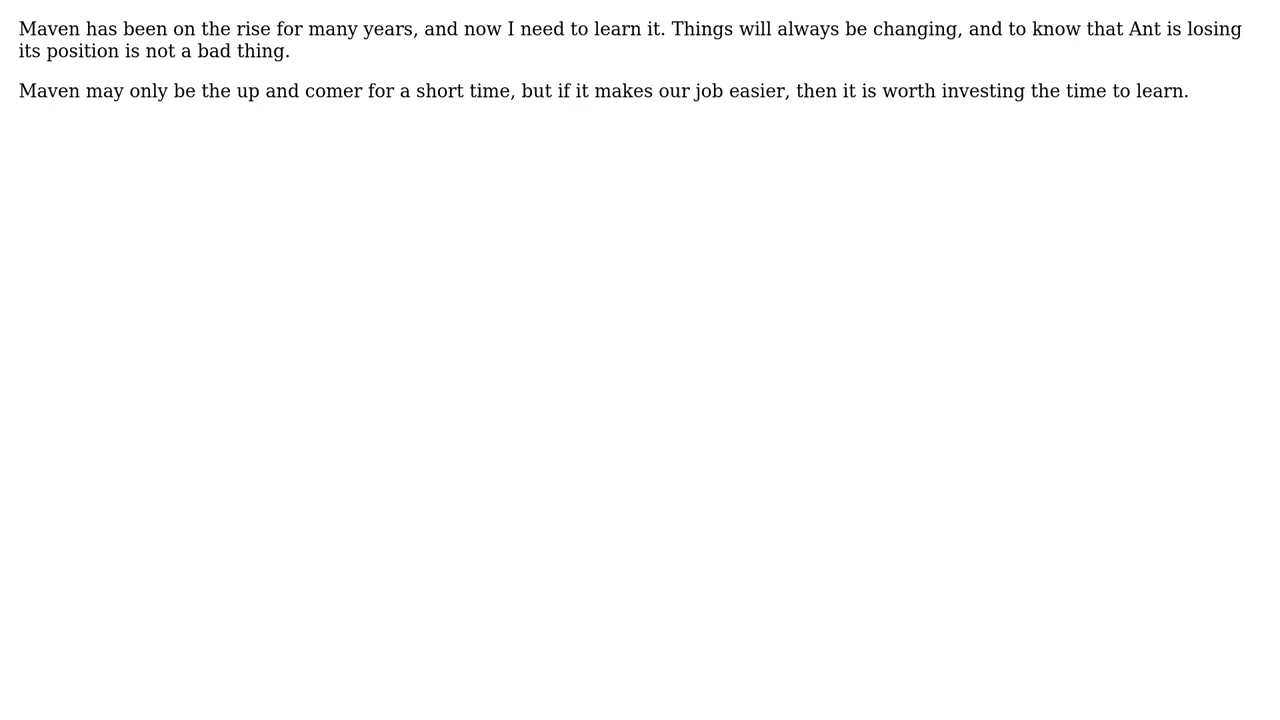 Maven has been on the rise for many years, and now I need to learn it. Things will always be changing, and to know that Ant is losing
its position is not a bad thing.
Maven may only be the up and comer for a short time, but if it makes our job easier, then it is worth investing the time to learn.